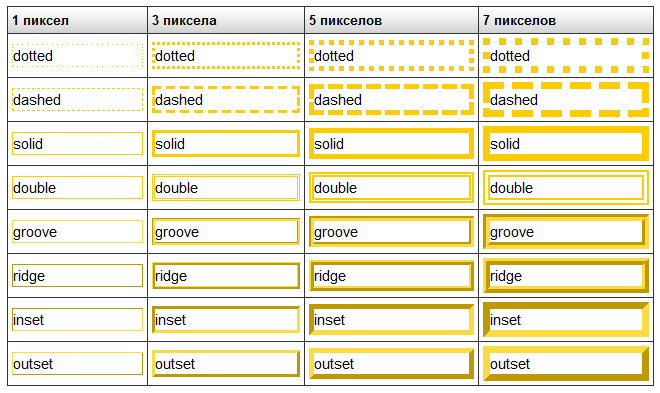 1 пиксел 3 пиксела 5 пикселов 7 пикселов
dotted dotted dotted dotted
dashed dashed dashed dashed
solid solid solid solid
double double double double
groove groove groove groove
ridge ridge ridge ridge
inset inset inset inset
outset outset outset outset